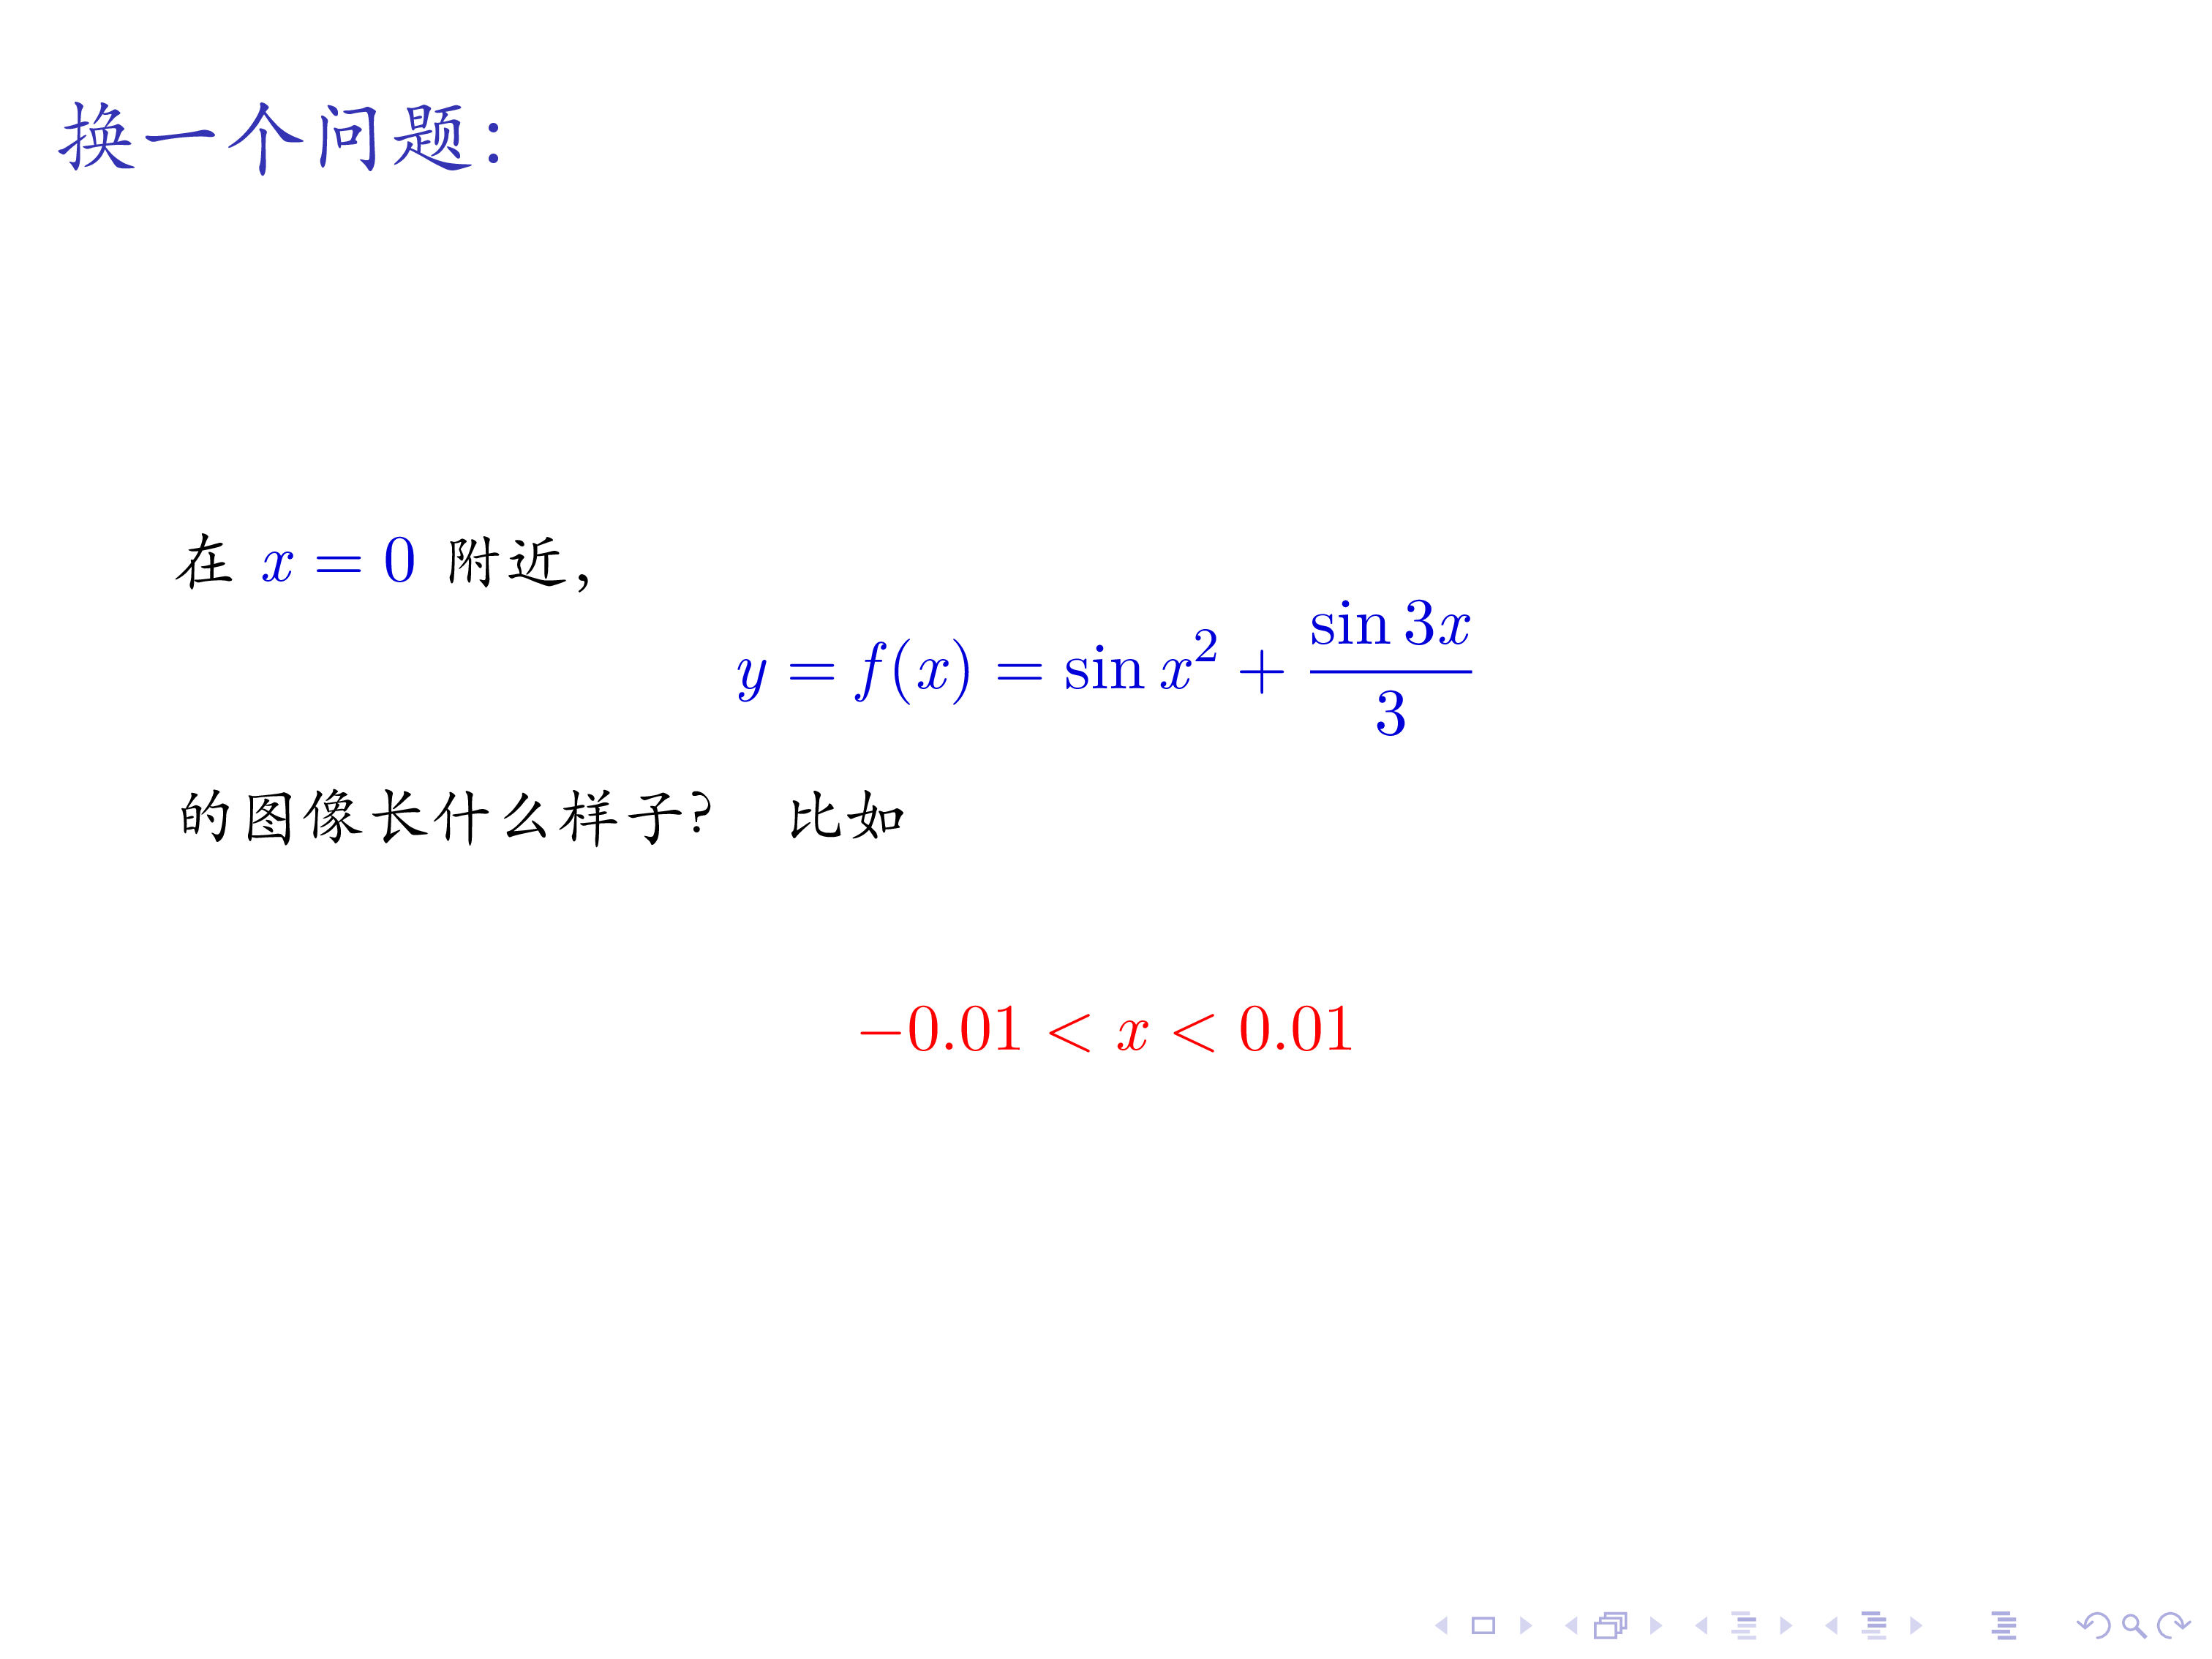 换一个问题：
在 x = 0 附近，
y = f(x) = sin x² + \frac{sin 3x}{3}
的图像长什么样子？ 比如
−0.01 < x < 0.01